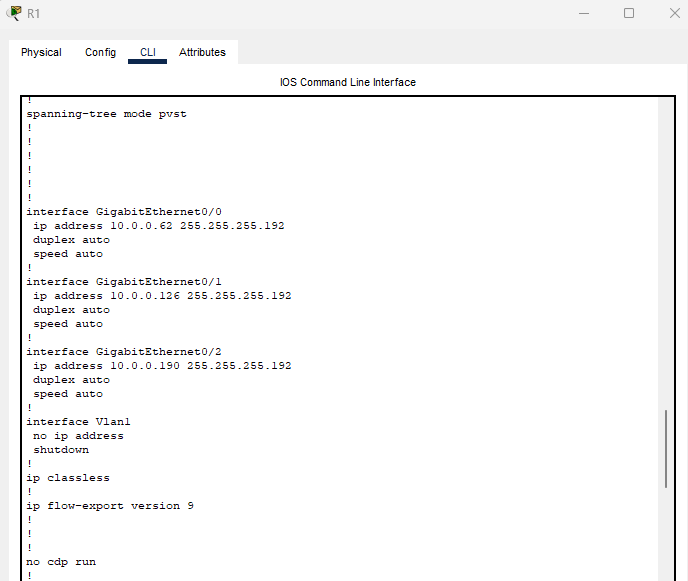 R1
Physical Config CLI Attributes
IOS Command Line Interface
!
spanning-tree mode pvst
!
!
!
!
!
!
interface GigabitEthernet0/0
 ip address 10.0.0.62 255.255.255.192
 duplex auto
 speed auto
!
interface GigabitEthernet0/1
 ip address 10.0.0.126 255.255.255.192
 duplex auto
 speed auto
!
interface GigabitEthernet0/2
 ip address 10.0.0.190 255.255.255.192
 duplex auto
 speed auto
!
interface Vlan1
 no ip address
 shutdown
!
ip classless
!
ip flow-export version 9
!
!
!
no cdp run
!